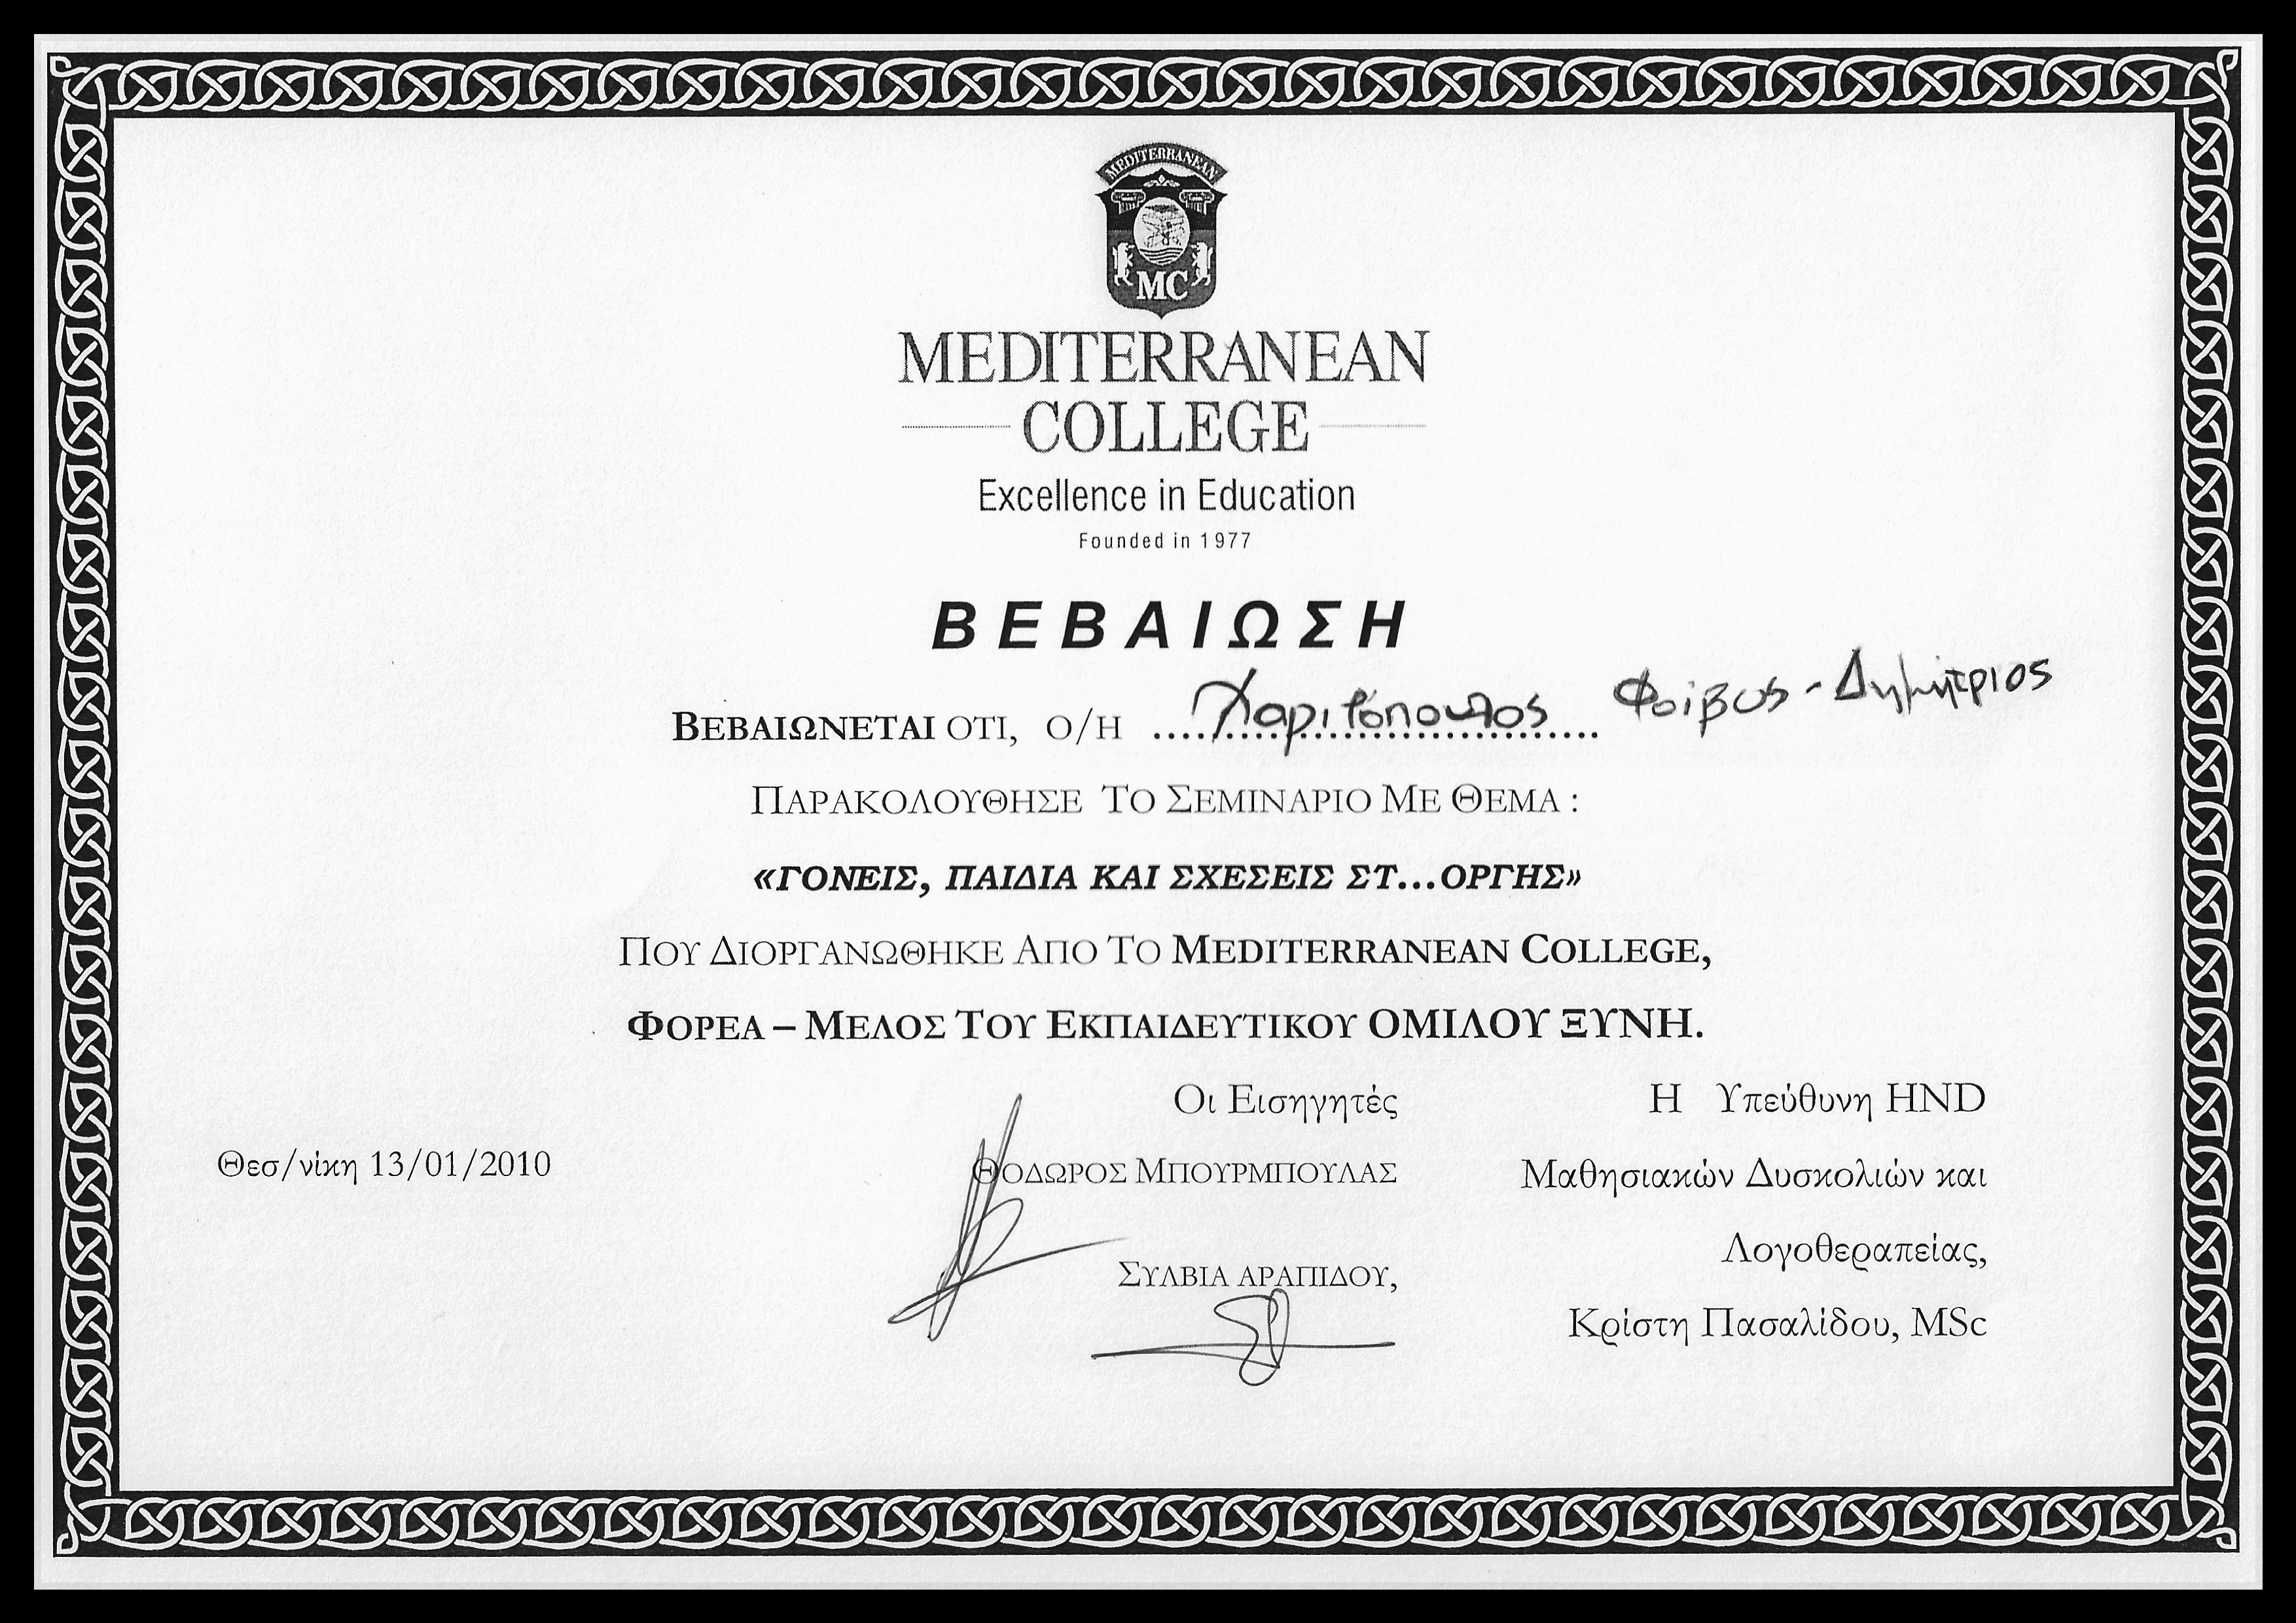 MEDITERRANEAN
MC
MEDITERRANEAN
COLLEGE
Excellence in Education
Founded in 1977
ΒΕΒΑΙΩΣΗ
ΒΕΒΑΙΩΝΕΤΑΙ ΟΤΙ, Ο/Η Χαριτόπουλος Φοίβος - Δημήτριος
ΠΑΡΑΚΟΛΟΥΘΗΣΕ ΤΟ ΣΕΜΙΝΑΡΙΟ ΜΕ ΘΕΜΑ :
«ΓΟΝΕΙΣ, ΠΑΙΔΙΑ ΚΑΙ ΣΧΕΣΕΙΣ ΣΤ...ΟΡΓΗΣ»
ΠΟΥ ΔΙΟΡΓΑΝΩΘΗΚΕ ΑΠΟ ΤΟ MEDITERRANEAN COLLEGE,
ΦΟΡΕΑ – ΜΕΛΟΣ ΤΟΥ ΕΚΠΑΙΔΕΥΤΙΚΟΥ ΟΜΙΛΟΥ ΞΥΝΗ.
Θεσ/νίκη 13/01/2010
Οι Εισηγητές
ΘΟΔΩΡΟΣ ΜΠΟΥΡΜΠΟΥΛΑΣ
ΣΥΛΒΙΑ ΑΡΑΠΙΔΟΥ,
Η Υπεύθυνη HND
Μαθησιακών Δυσκολιών και
Λογοθεραπείας,
Κρίστη Πασαλίδου, MSc